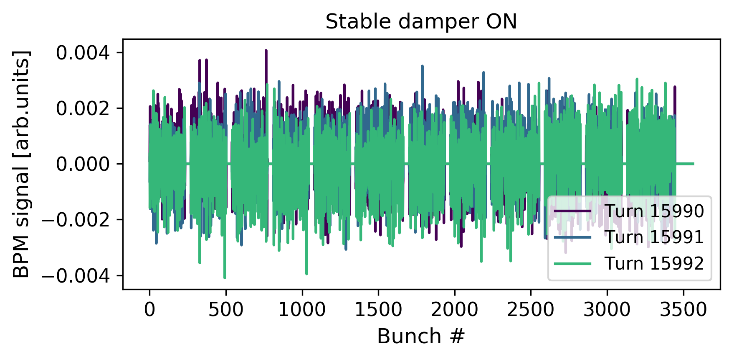 Stable damper ON
BPM signal [arb.units]
0.004
0.002
0.000
−0.002
−0.004
Turn 15990
Turn 15991
Turn 15992
0 500 1000 1500 2000 2500 3000 3500
Bunch #